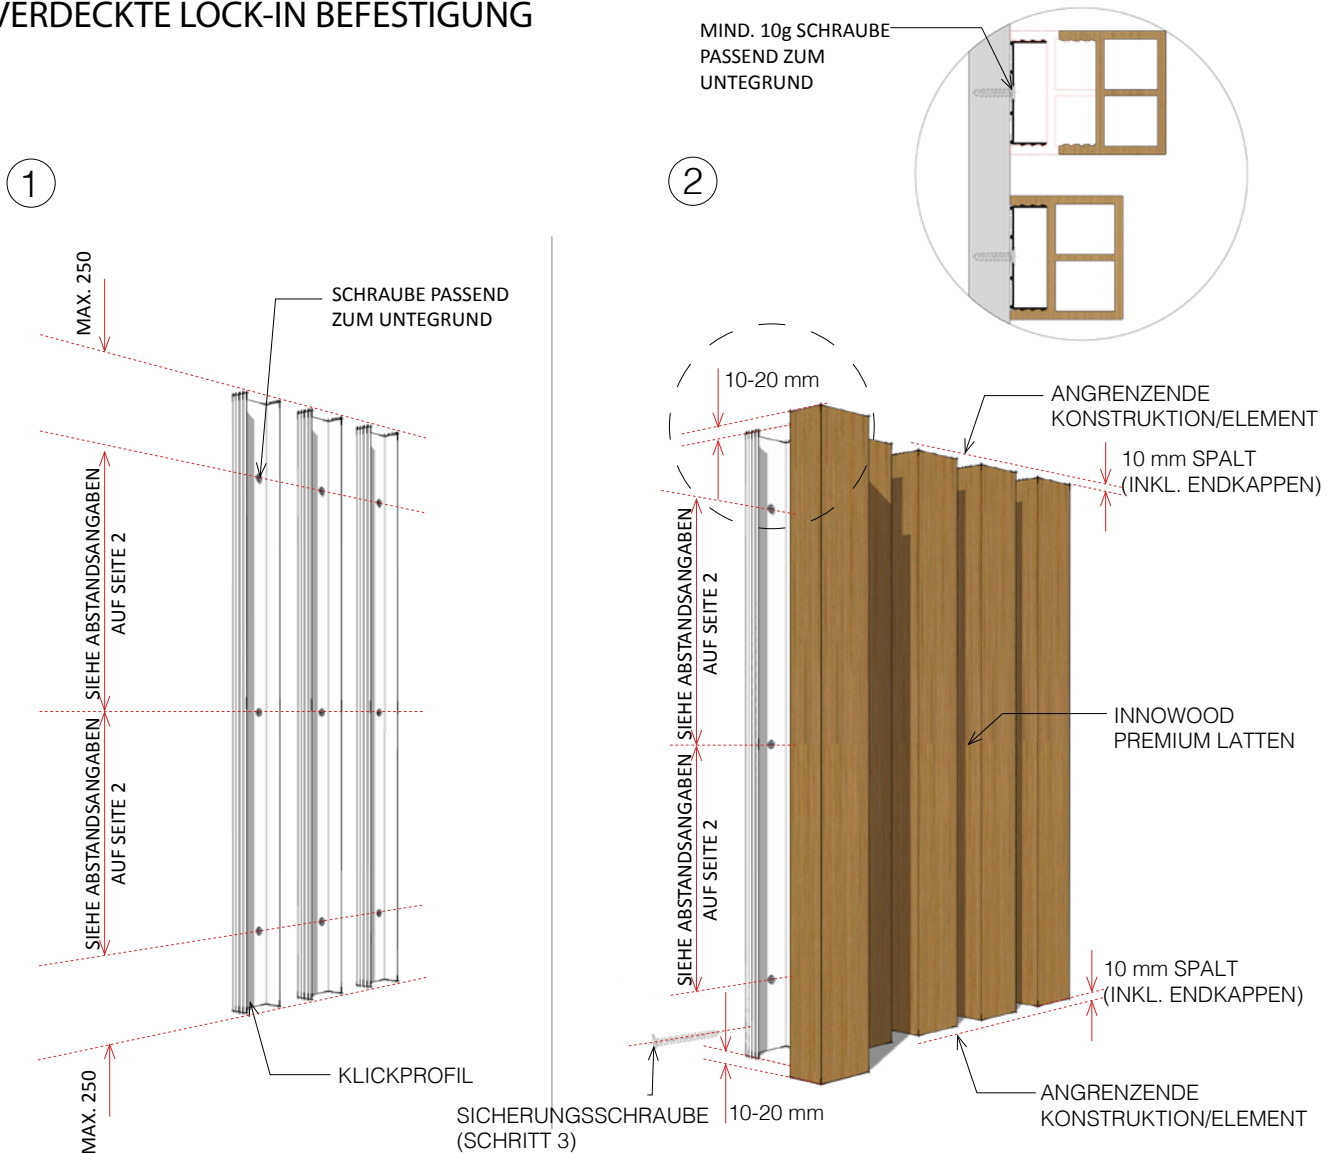 VERDECKTE LOCK-IN BEFESTIGUNG
MIND. 10g SCHRAUBE
PASSEND ZUM
UNTEGRUND
1
MAX. 250
SCHRAUBE PASSEND
ZUM UNTEGRUND
SIEHE ABSTANDSANGABEN
AUF SEITE 2
SIEHE ABSTANDSANGABEN
AUF SEITE 2
MAX. 250
KLICKPROFIL
2
10-20 mm
ANGRENZENDE
KONSTRUKTION/ELEMENT
10 mm SPALT
(INKL. ENDKAPPEN)
SIEHE ABSTANDSANGABEN
AUF SEITE 2
INNOWOOD
PREMIUM LATTEN
SIEHE ABSTANDSANGABEN
AUF SEITE 2
10 mm SPALT
(INKL. ENDKAPPEN)
SICHERUNGSSCHRAUBE
(SCHRITT 3)
10-20 mm
ANGRENZENDE
KONSTRUKTION/ELEMENT